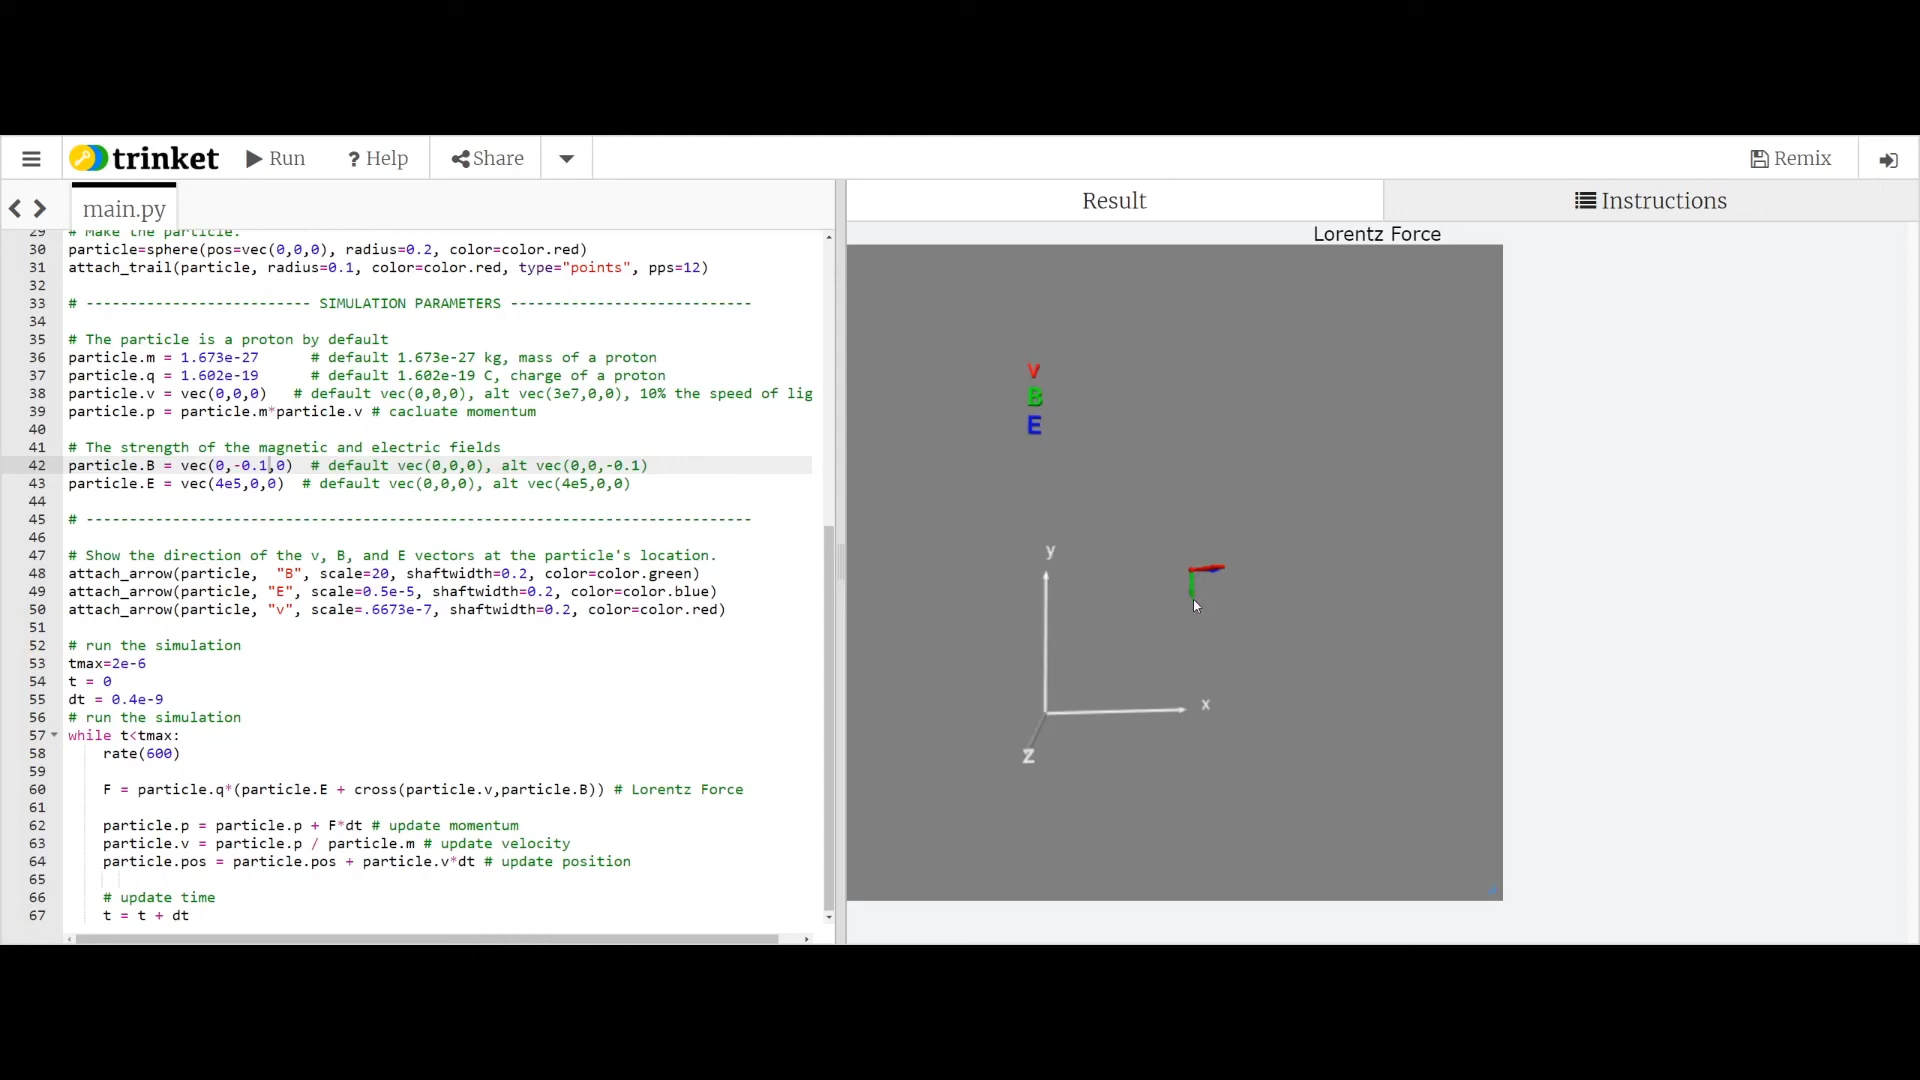 trinket Run ? Help Share Remix
main.py
Result Instructions
29 # Make the particle.
30 particle=sphere(pos=vec(0,0,0), radius=0.2, color=color.red)
31 attach_trail(particle, radius=0.1, color=color.red, type="points", pps=12)
32
33 # -------------------------- SIMULATION PARAMETERS ----------------------------
34
35 # The particle is a proton by default
36 particle.m = 1.673e-27      # default 1.673e-27 kg, mass of a proton
37 particle.q = 1.602e-19      # default 1.602e-19 C, charge of a proton
38 particle.v = vec(0,0,0)   # default vec(0,0,0), alt vec(3e7,0,0), 10% the speed of lig
39 particle.p = particle.m*particle.v # cacluate momentum
40
41 # The strength of the magnetic and electric fields
42 particle.B = vec(0,-0.1,0)  # default vec(0,0,0), alt vec(0,0,-0.1)
43 particle.E = vec(4e5,0,0)  # default vec(0,0,0), alt vec(4e5,0,0)
44
45 # -----------------------------------------------------------------------------
46
47 # Show the direction of the v, B, and E vectors at the particle's location.
48 attach_arrow(particle,  "B", scale=20, shaftwidth=0.2, color=color.green)
49 attach_arrow(particle, "E", scale=0.5e-5, shaftwidth=0.2, color=color.blue)
50 attach_arrow(particle, "v", scale=.6673e-7, shaftwidth=0.2, color=color.red)
51
52 # run the simulation
53 tmax=2e-6
54 t = 0
55 dt = 0.4e-9
56 # run the simulation
57 while t<tmax:
58     rate(600)
59
60     F = particle.q*(particle.E + cross(particle.v,particle.B)) # Lorentz Force
61
62     particle.p = particle.p + F*dt # update momentum
63     particle.v = particle.p / particle.m # update velocity
64     particle.pos = particle.pos + particle.v*dt # update position
65
66     # update time
67     t = t + dt
Lorentz Force
v
B
E
y
x
z